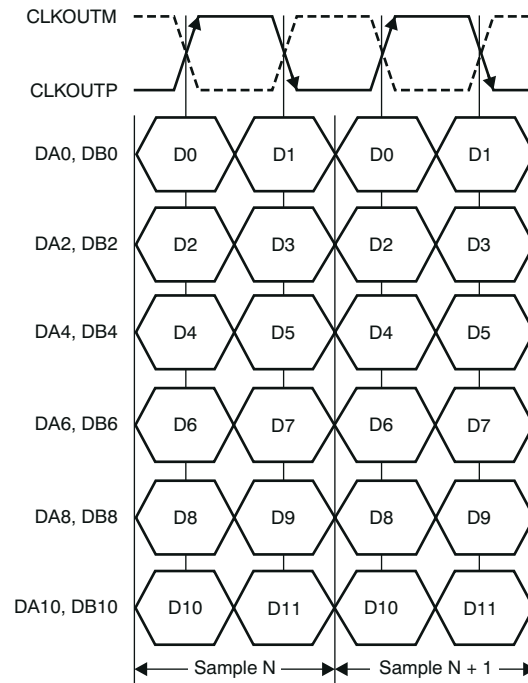 CLKOUTM
CLKOUTP
DA0, DB0 D0 D1 D0 D1
DA2, DB2 D2 D3 D2 D3
DA4, DB4 D4 D5 D4 D5
DA6, DB6 D6 D7 D6 D7
DA8, DB8 D8 D9 D8 D9
DA10, DB10 D10 D11 D10 D11
Sample N Sample N + 1